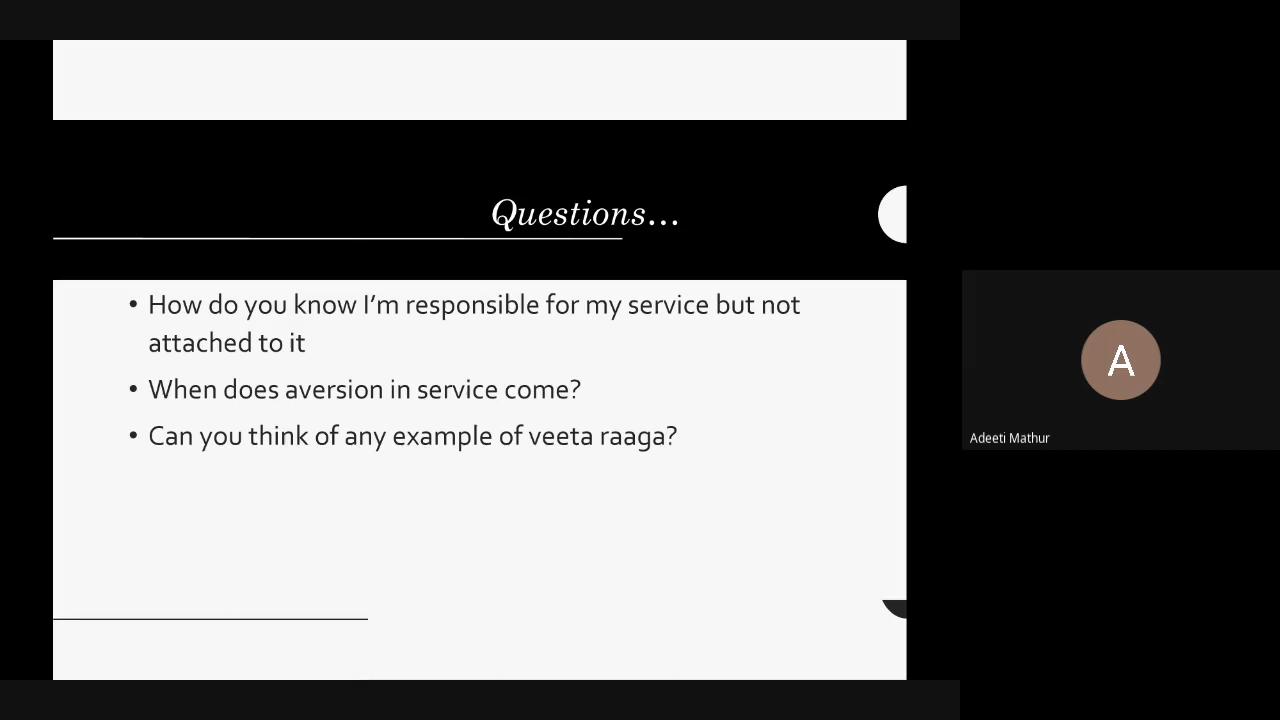 Questions...
• How do you know I’m responsible for my service but not
attached to it
• When does aversion in service come?
• Can you think of any example of veeta raaga?
A
Adeeti Mathur